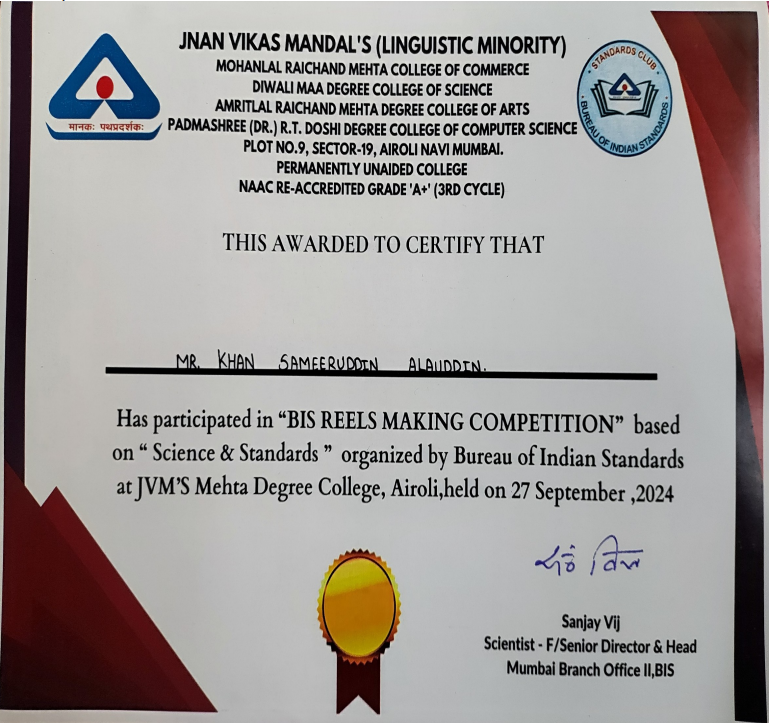 JNAN VIKAS MANDAL'S (LINGUISTIC MINORITY)
MOHANLAL RAICHAND MEHTA COLLEGE OF COMMERCE
DIWALI MAA DEGREE COLLEGE OF SCIENCE
AMRITLAL RAICHAND MEHTA DEGREE COLLEGE OF ARTS
PADMASHREE (DR.) R.T. DOSHI DEGREE COLLEGE OF COMPUTER SCIENCE
PLOT NO.9, SECTOR-19, AIROLI NAVI MUMBAI.
PERMANENTLY UNAIDED COLLEGE
NAAC RE-ACCREDITED GRADE 'A+' (3RD CYCLE)
मानकः पथप्रदर्शकः
STANDARDS CLUB
BUREAU OF INDIAN STANDARDS
THIS AWARDED TO CERTIFY THAT
MR. KHAN SAMEERUDDIN ALAUDDIN.
Has participated in “BIS REELS MAKING COMPETITION” based
on “ Science & Standards ” organized by Bureau of Indian Standards
at JVM'S Mehta Degree College, Airoli,held on 27 September ,2024
Sanjay Vij
Scientist - F/Senior Director & Head
Mumbai Branch Office II,BIS